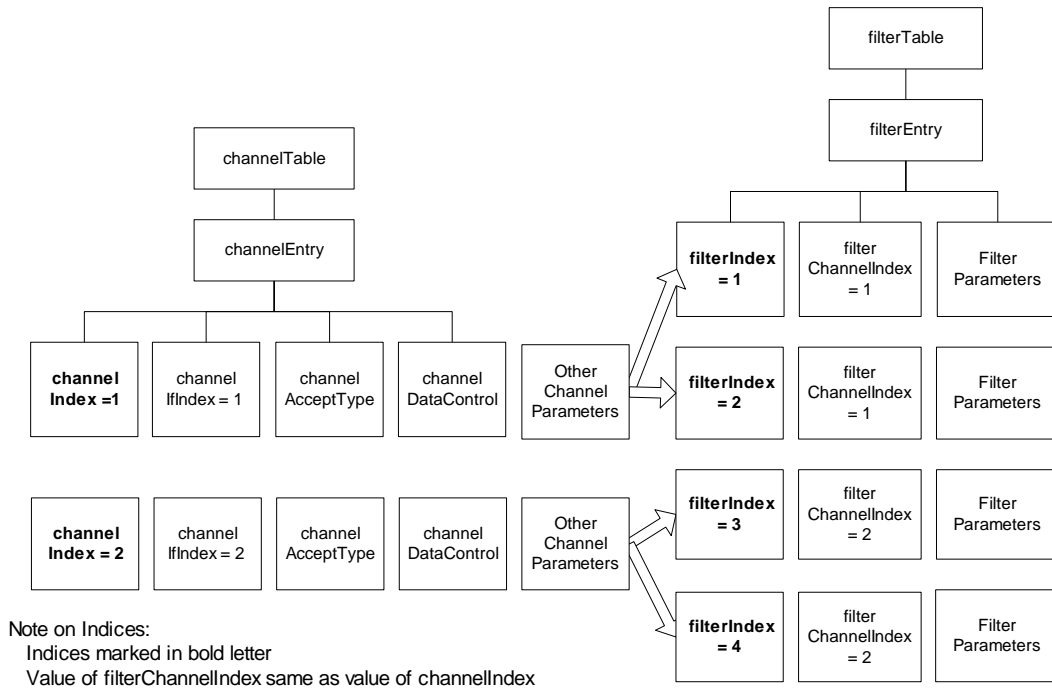 filterTable
filterEntry
channelTable
channelEntry
filterIndex
= 1
filter
ChannelIndex
= 1
Filter
Parameters
channel
Index =1
channel
IfIndex = 1
channel
AcceptType
channel
DataControl
Other
Channel
Parameters
filterIndex
= 2
filter
ChannelIndex
= 1
Filter
Parameters
channel
Index = 2
channel
IfIndex = 2
channel
AcceptType
channel
DataControl
Other
Channel
Parameters
filterIndex
= 3
filter
ChannelIndex
= 2
Filter
Parameters
filterIndex
= 4
filter
ChannelIndex
= 2
Filter
Parameters
Note on Indices:
Indices marked in bold letter
Value of filterChannelIndex same as value of channelIndex